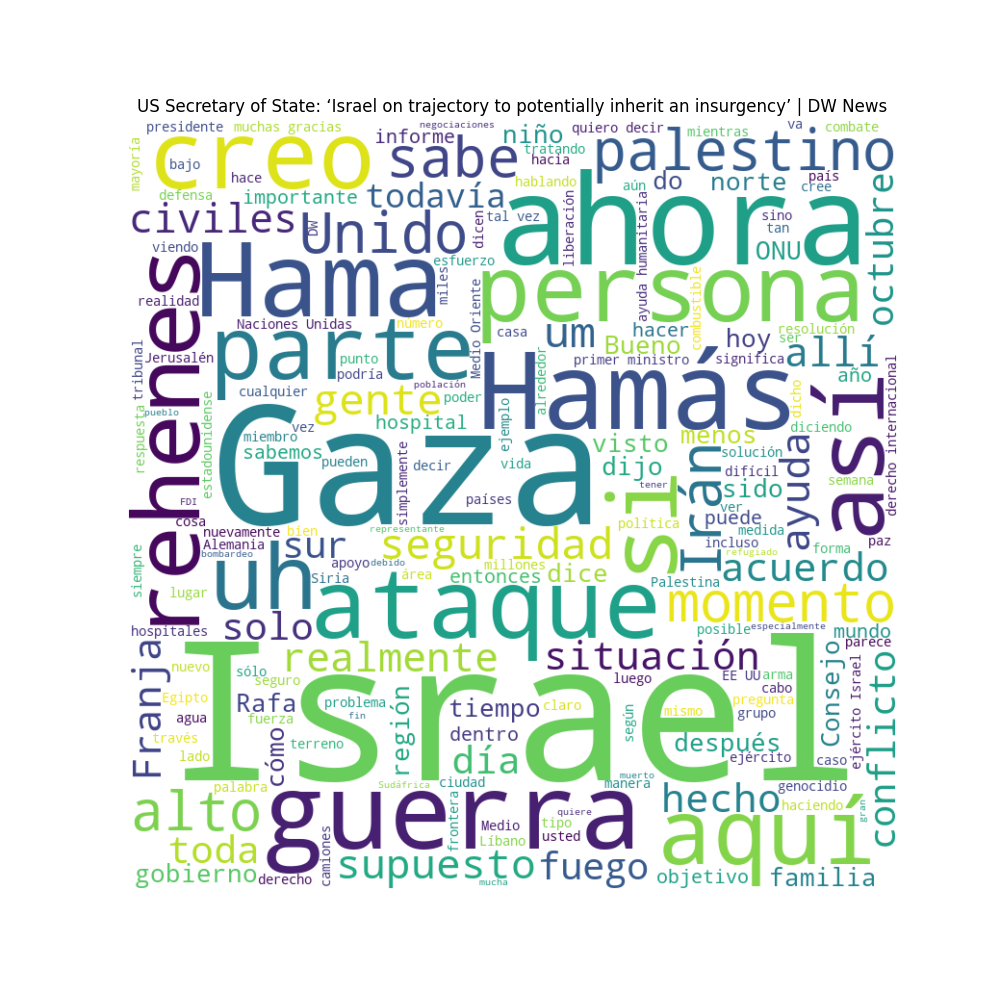 US Secretary of State: ‘Israel on trajectory to potentially inherit an insurgency’ | DW News
presidente
muchas gracias
negociaciones
informe
niño
quiero decir
mientras
va
combate
mayoría
bajo
creo
sabe
tratando
hacia
palestino
hace
hablando
aún
do
norte
país
cree
defensa
importante
todavía
octubre
civiles
Unido
DW
dicen
tal vez
liberación
ayuda humanitaria
ahora
sino
tan
ONU
viendo
rehenes
Hama
esfuerzo
miles
Medio Oriente
persona
combustible
realidad
Naciones Unidas
número
casa
um
Bueno
hacer
hoy
resolución
ser
allí
tribunal
Jerusalén
parte
punto
podría
alrededor
primer ministro
significa
año
derecho internacional
cualquier
población
Hamás
dicho
así
respuesta
pueblo
estadounidense
gente
poder
ejemplo
vez
hospital
miembro
sabemos
Gaza
visto
menos
diciendo
solución
ayuda
pueden
decir
simplemente
vida
dijo
si
Irán
difícil
semana
tener
sido
FDI
países
ver
cosa
nuevamente
bien
representante
política
puede
medida
paz
Alemania
sur
seguridad
incluso
forma
bombardeo
refugiado
siempre
uh
apoyo
debido
millones
Siria
área
entonces
dice
Palestina
acuerdo
lugar
ataque
momento
hospitales
solo
posible
especialmente
mundo
Franja
realmente
situación
parece
nuevo
sólo
seguro
luego
EE UU
arma
Consejo
ejército Israel
conflicto
Egipto
Rafa
problema
región
tiempo
claro
según
mismo
cabo
pregunta
agua
fuerza
fin
grupo
través
cómo
terreno
dentro
después
lado
Israel
día
ejército
caso
palabra
Sudáfrica
ciudad
muerto
manera
genocidio
alto
guerra
frontera
quiere
hecho
haciendo
gran
Medio
tipo
aquí
toda
camiones
Líbano
usted
gobierno
derecho
supuesto
mucha
fuego
objetivo
familia